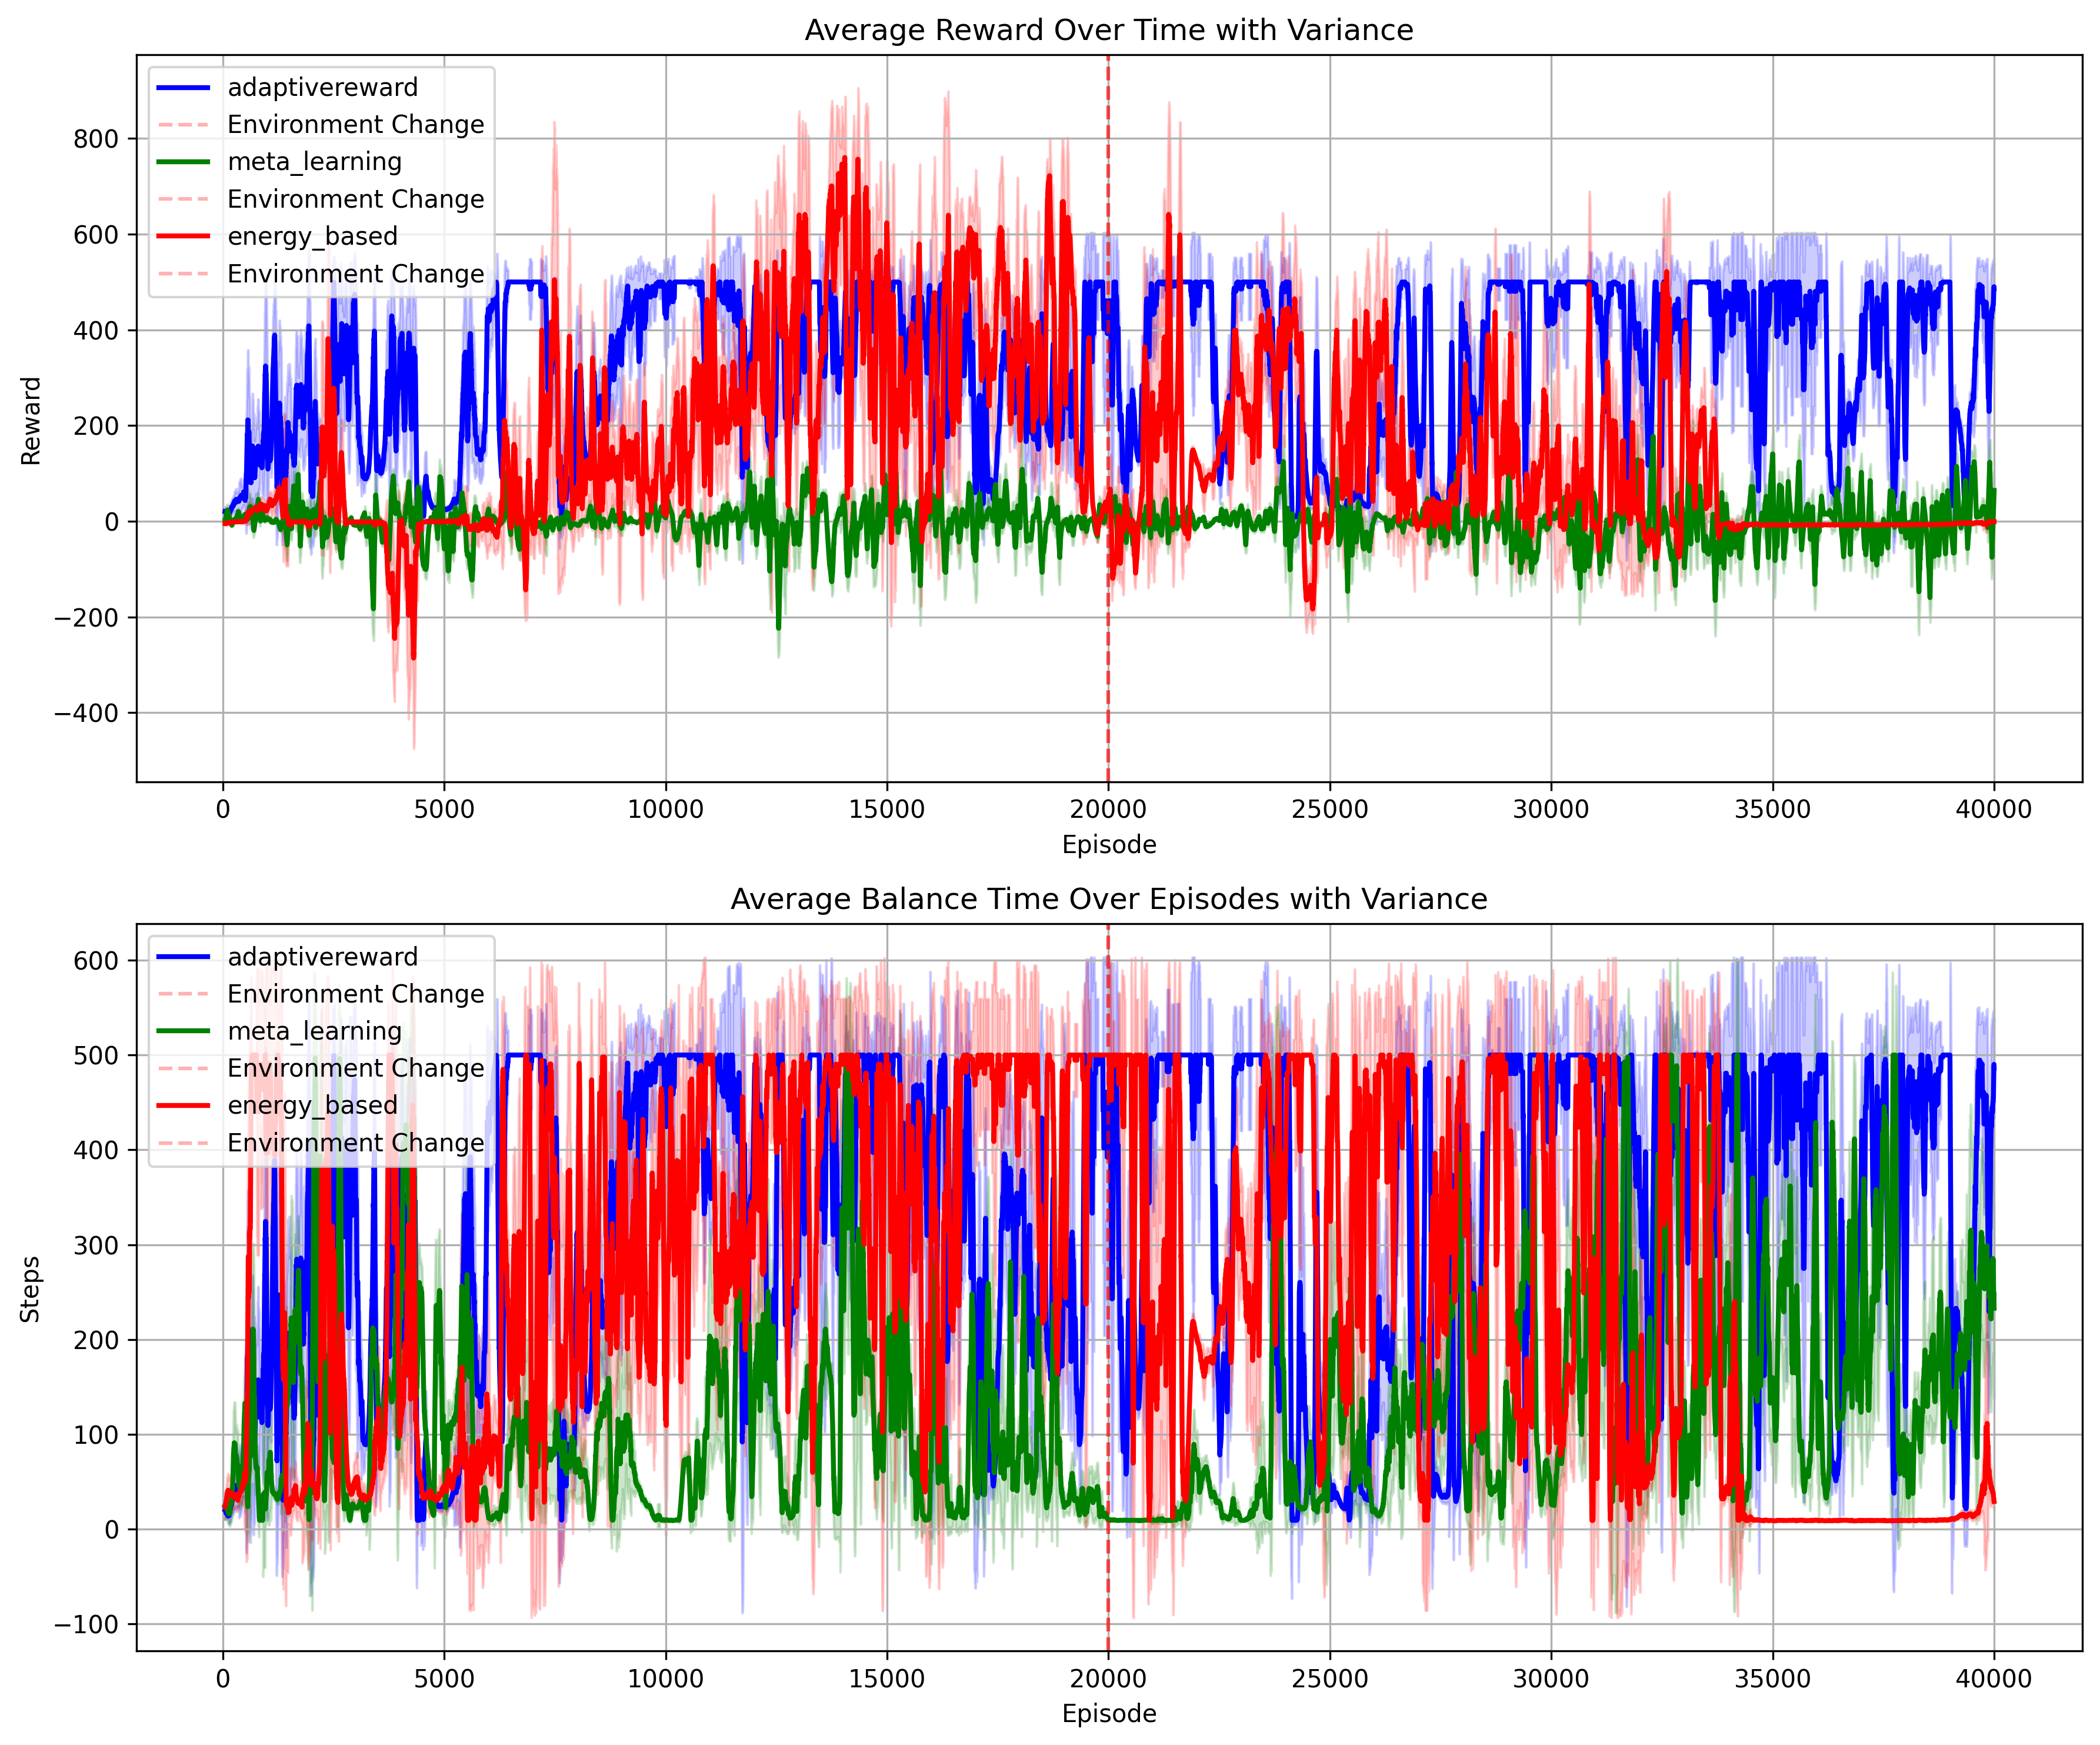 Average Reward Over Time with Variance
adaptivereward
Environment Change
meta_learning
Environment Change
energy_based
Environment Change
800
600
400
200
0
−200
−400
Reward
0 5000 10000 15000 20000 25000 30000 35000 40000
Episode
Average Balance Time Over Episodes with Variance
adaptivereward
Environment Change
meta_learning
Environment Change
energy_based
Environment Change
600
500
400
300
200
100
0
−100
Steps
0 5000 10000 15000 20000 25000 30000 35000 40000
Episode